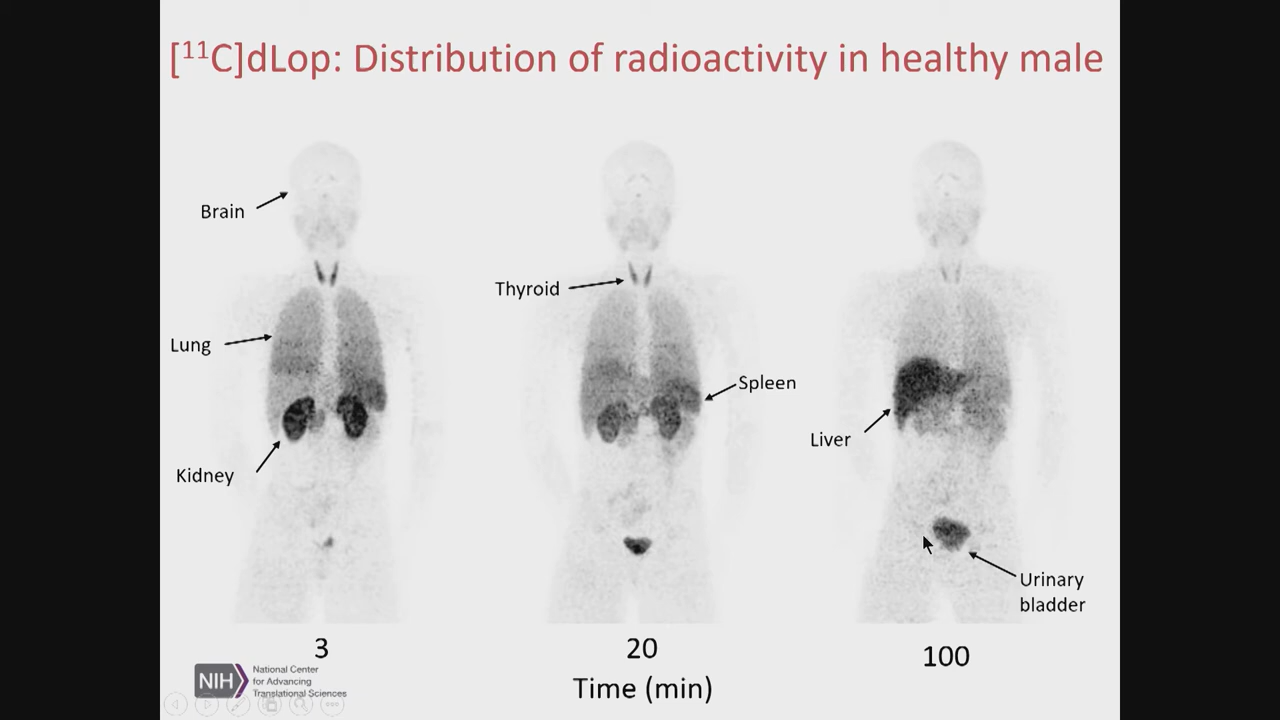 [¹¹C]dLop: Distribution of radioactivity in healthy male
Brain
Thyroid
Lung
Spleen
Liver
Kidney
Urinary
bladder
3
20
100
Time (min)
NIH
National Center
for Advancing
Translational Sciences